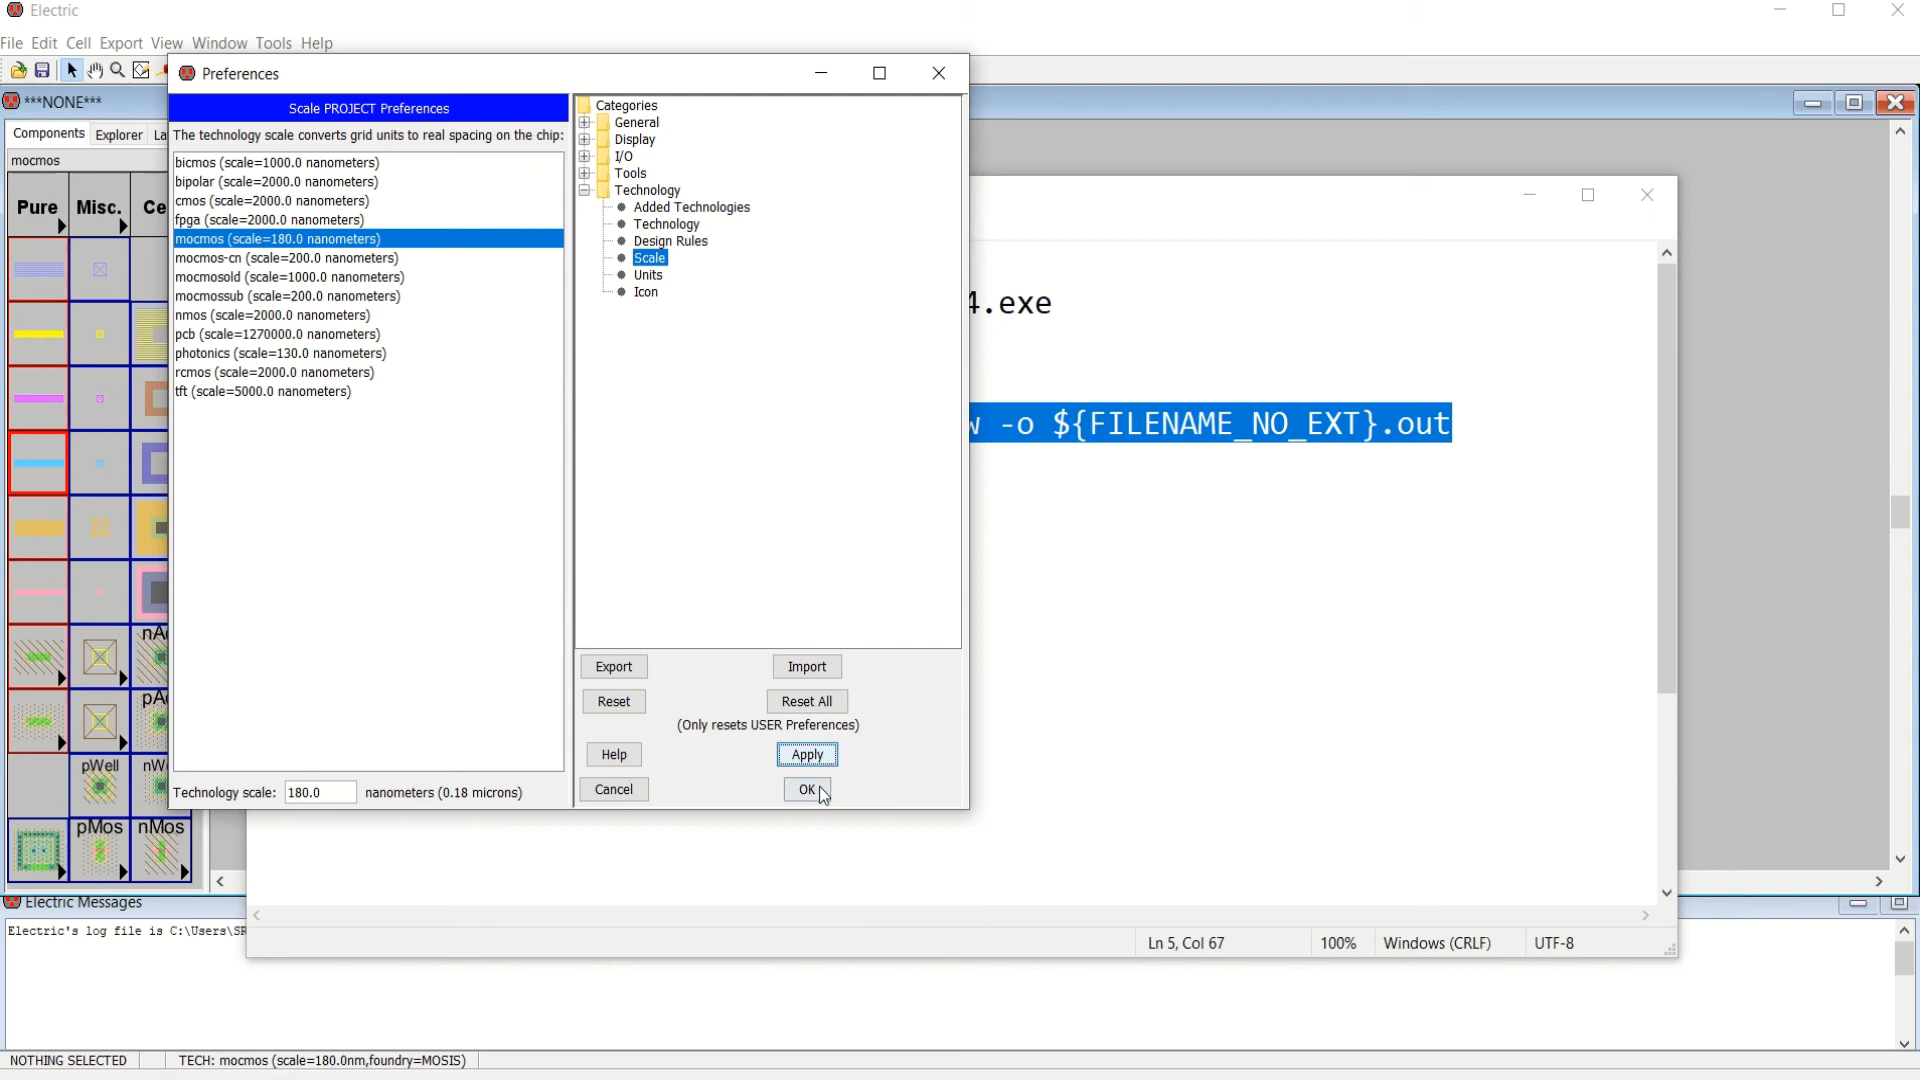 Electric
File Edit Cell Export View Window Tools Help
Preferences
***NONE***
Components Explorer La
mocmos
Pure Misc. Ce
nAc
pAc
pWell nWe
pMos nMos
Scale PROJECT Preferences
The technology scale converts grid units to real spacing on the chip:
bicmos (scale=1000.0 nanometers)
bipolar (scale=2000.0 nanometers)
cmos (scale=2000.0 nanometers)
fpga (scale=2000.0 nanometers)
mocmos (scale=180.0 nanometers)
mocmos-cn (scale=200.0 nanometers)
mocmosold (scale=1000.0 nanometers)
mocmossub (scale=200.0 nanometers)
nmos (scale=2000.0 nanometers)
pcb (scale=1270000.0 nanometers)
photonics (scale=130.0 nanometers)
rcmos (scale=2000.0 nanometers)
tft (scale=5000.0 nanometers)
Technology scale: 180.0 nanometers (0.18 microns)
Categories
General
Display
I/O
Tools
Technology
Added Technologies
Technology
Design Rules
Scale
Units
Icon
Export Import
Reset Reset All
(Only resets USER Preferences)
Help Apply
Cancel OK
4.exe
-o ${FILENAME_NO_EXT}.out
Ln 5, Col 67 100% Windows (CRLF) UTF-8
Electric Messages
Electric's log file is C:\Users\SR
NOTHING SELECTED TECH: mocmos (scale=180.0nm,foundry=MOSIS)